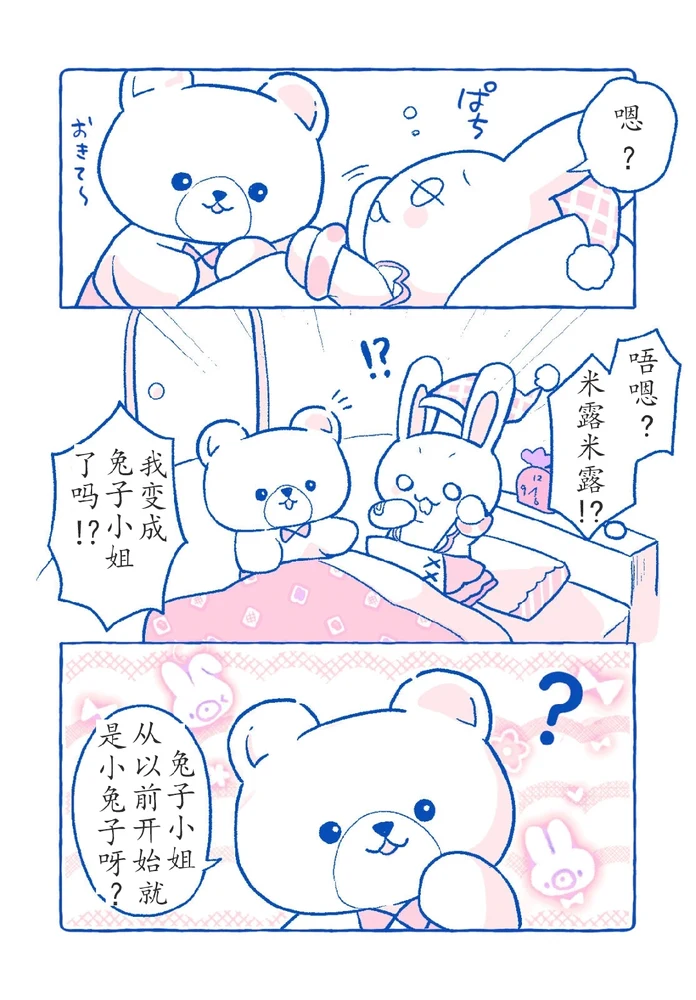 嗯?
ぱち
おきて〜
唔嗯?
米露米露!?
!?
12
9 6
我变成
兔子小姐
了吗!?
?
兔子小姐
从以前开始就
是小兔子呀?